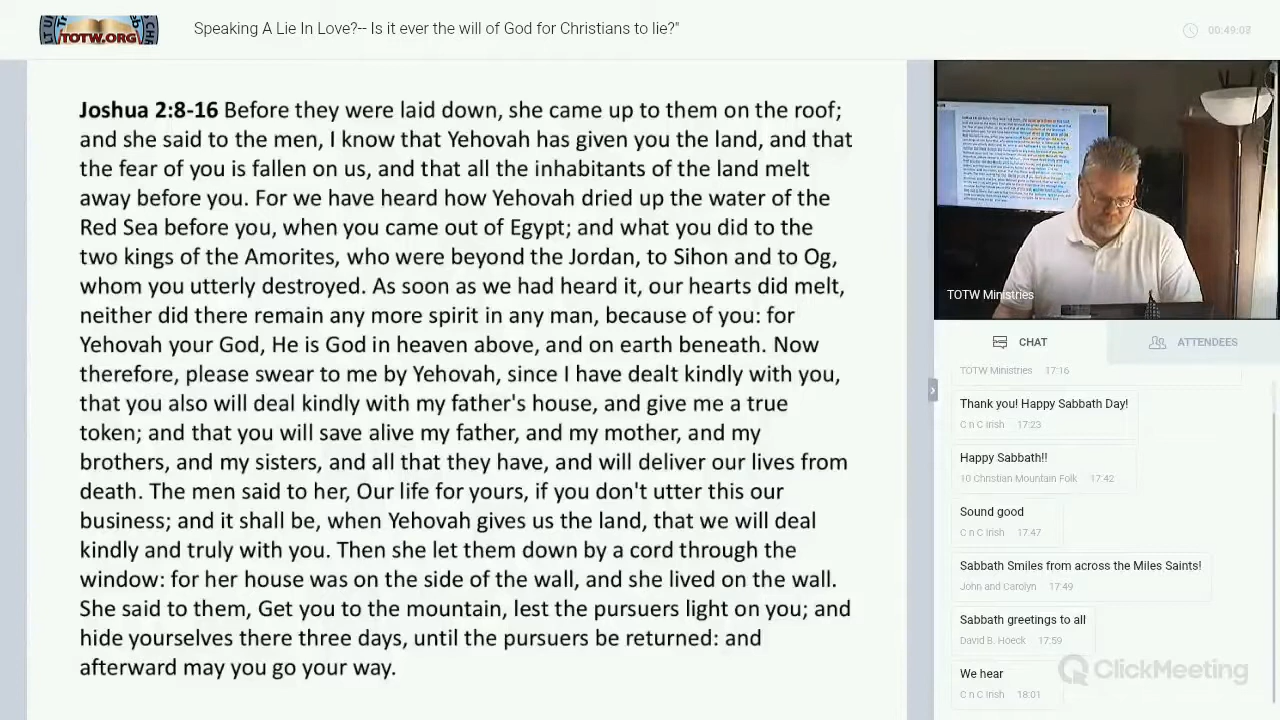 TOTW.ORG
Speaking A Lie In Love?-- Is it ever the will of God for Christians to lie?"
00:49:03
Joshua 2:8-16 Before they were laid down, she came up to them on the roof;
and she said to the men, I know that Yehovah has given you the land, and that
the fear of you is fallen on us, and that all the inhabitants of the land melt
away before you. For we have heard how Yehovah dried up the water of the
Red Sea before you, when you came out of Egypt; and what you did to the
two kings of the Amorites, who were beyond the Jordan, to Sihon and to Og,
whom you utterly destroyed. As soon as we had heard it, our hearts did melt,
neither did there remain any more spirit in any man, because of you: for
Yehovah your God, He is God in heaven above, and on earth beneath. Now
therefore, please swear to me by Yehovah, since I have dealt kindly with you,
that you also will deal kindly with my father's house, and give me a true
token; and that you will save alive my father, and my mother, and my
brothers, and my sisters, and all that they have, and will deliver our lives from
death. The men said to her, Our life for yours, if you don't utter this our
business; and it shall be, when Yehovah gives us the land, that we will deal
kindly and truly with you. Then she let them down by a cord through the
window: for her house was on the side of the wall, and she lived on the wall.
She said to them, Get you to the mountain, lest the pursuers light on you; and
hide yourselves there three days, until the pursuers be returned: and
afterward may you go your way.
TOTW Ministries
CHAT
ATTENDEES
TOTW Ministries 17:16
Thank you! Happy Sabbath Day!
C n C Irish 17:23
Happy Sabbath!!
10 Christian Mountain Folk 17:42
Sound good
C n C Irish 17:47
Sabbath Smiles from across the Miles Saints!
John and Carolyn 17:49
Sabbath greetings to all
David B. Hoeck 17:59
We hear
C n C Irish 18:01
ClickMeeting